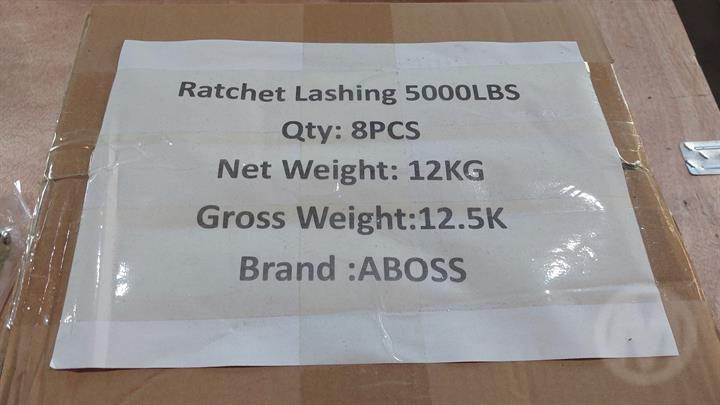 Ratchet Lashing 5000LBS
Qty: 8PCS
Net Weight: 12KG
Gross Weight:12.5K
Brand :ABOSS